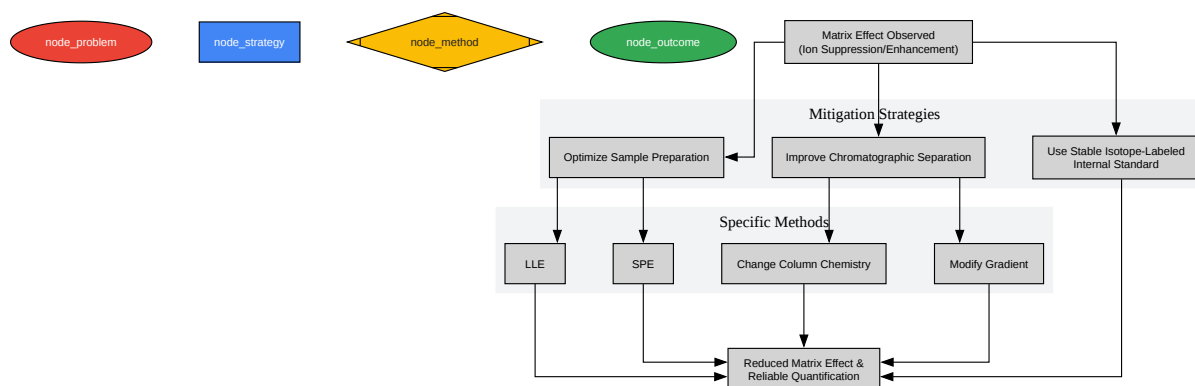 node_problem
node_strategy
node_method
node_outcome
Matrix Effect Observed
(Ion Suppression/Enhancement)
Mitigation Strategies
Optimize Sample Preparation
Improve Chromatographic Separation
Use Stable Isotope-Labeled
Internal Standard
Specific Methods
LLE
SPE
Change Column Chemistry
Modify Gradient
Reduced Matrix Effect &
Reliable Quantification